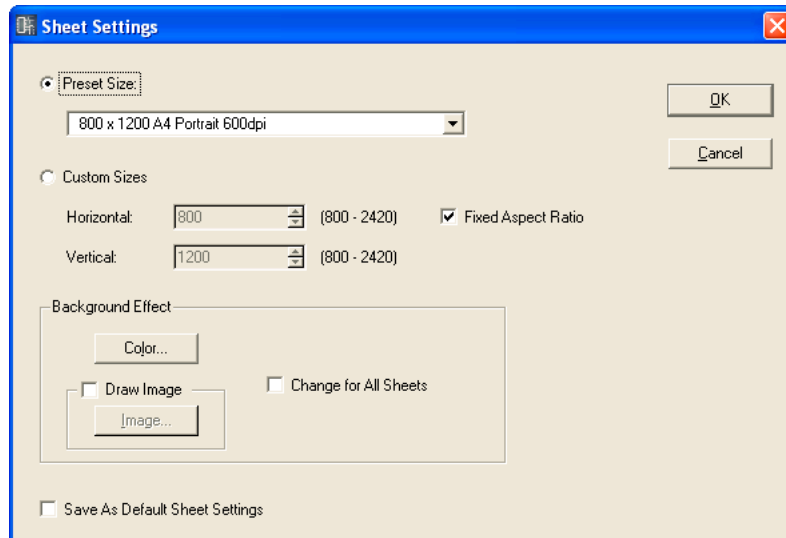 Sheet Settings
Preset Size:
800 x 1200 A4 Portrait 600dpi
OK
Cancel
Custom Sizes
Horizontal: 800 (800 - 2420) Fixed Aspect Ratio
Vertical: 1200 (800 - 2420)
Background Effect
Color...
Draw Image
Change for All Sheets
Image...
Save As Default Sheet Settings